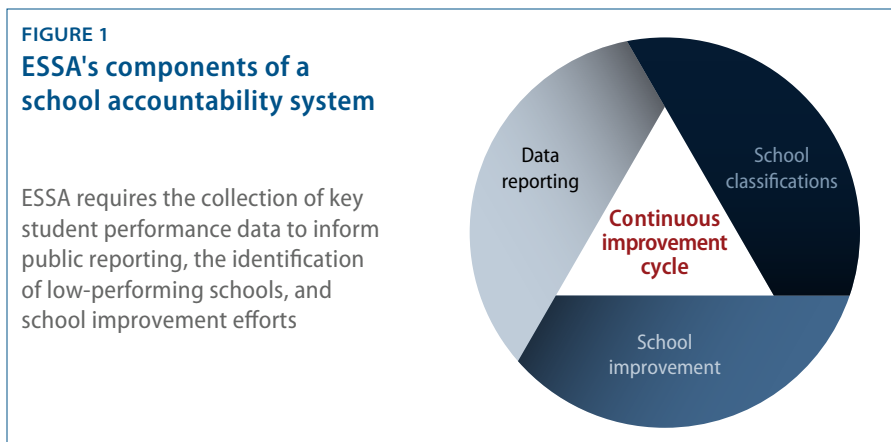 FIGURE 1
ESSA's components of a
school accountability system
ESSA requires the collection of key
student performance data to inform
public reporting, the identification
of low-performing schools, and
school improvement efforts
Data
reporting
School
classifications
Continuous
improvement
cycle
School
improvement